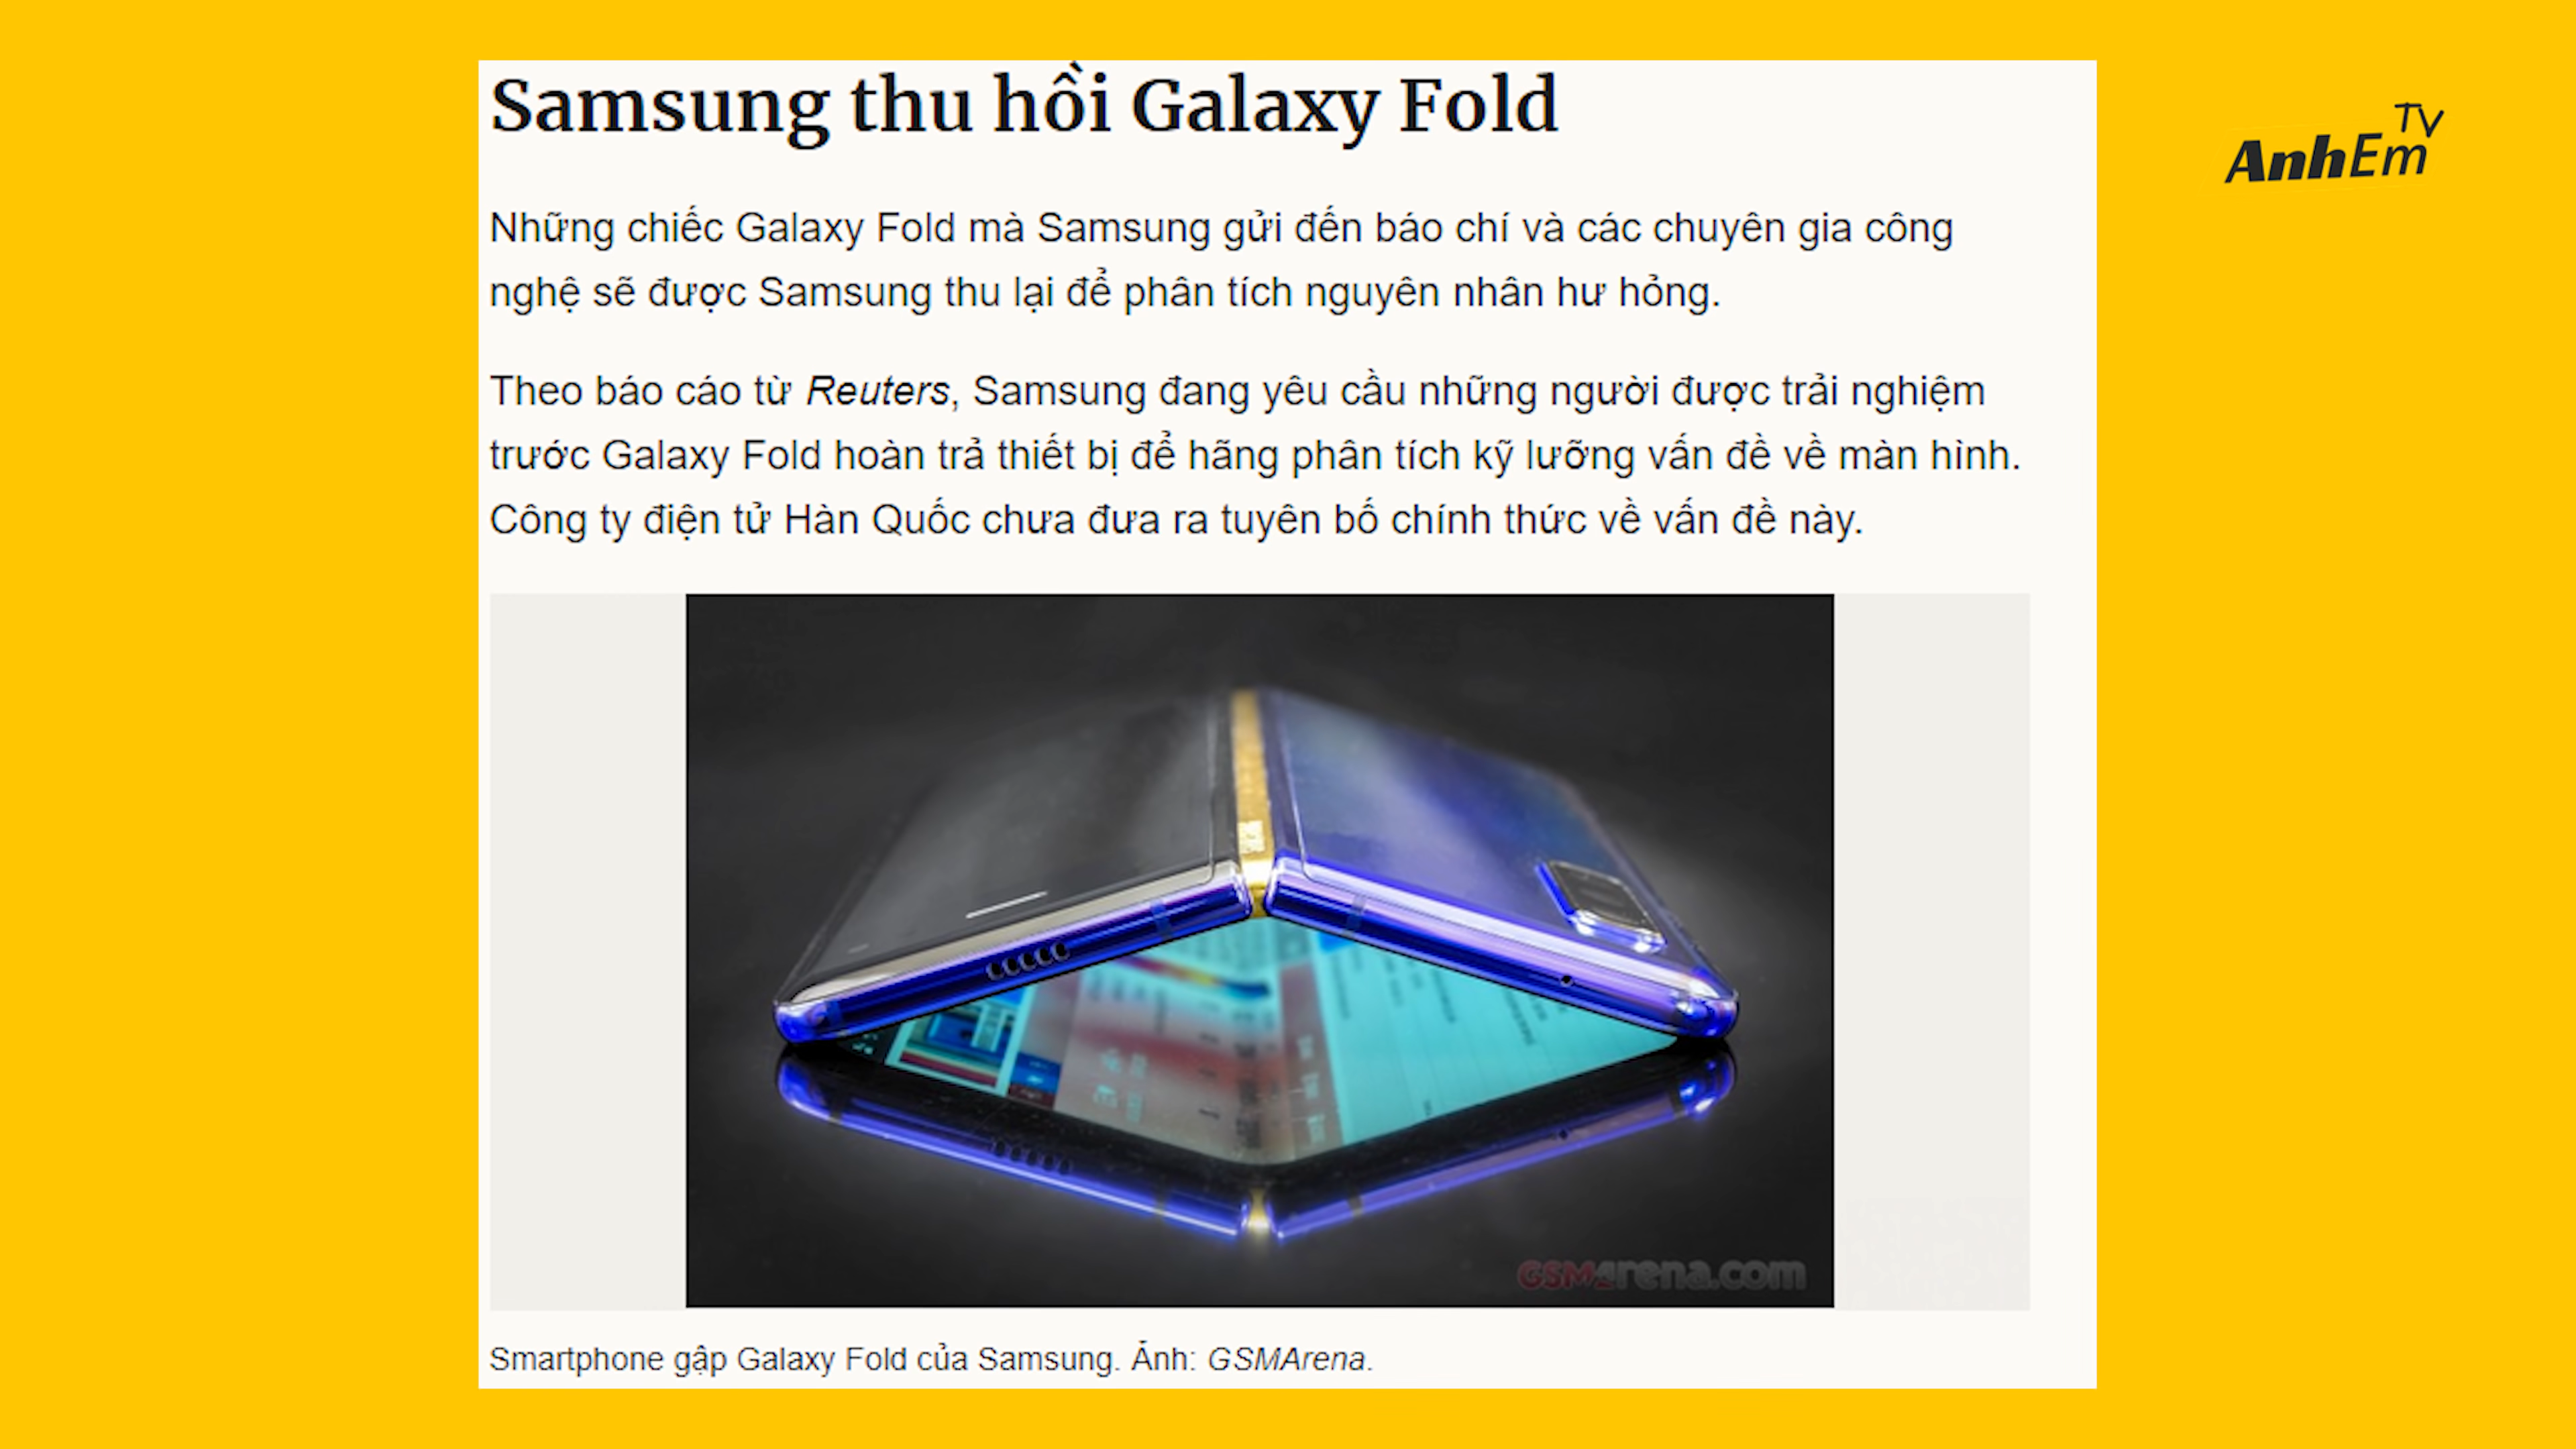 Samsung thu hồi Galaxy Fold
TV
AnhEm
Những chiếc Galaxy Fold mà Samsung gửi đến báo chí và các chuyên gia công
nghệ sẽ được Samsung thu lại để phân tích nguyên nhân hư hỏng.
Theo báo cáo từ Reuters, Samsung đang yêu cầu những người được trải nghiệm
trước Galaxy Fold hoàn trả thiết bị để hãng phân tích kỹ lưỡng vấn đề về màn hình.
Công ty điện tử Hàn Quốc chưa đưa ra tuyên bố chính thức về vấn đề này.
GSMArena.com
Smartphone gập Galaxy Fold của Samsung. Ảnh: GSMArena.